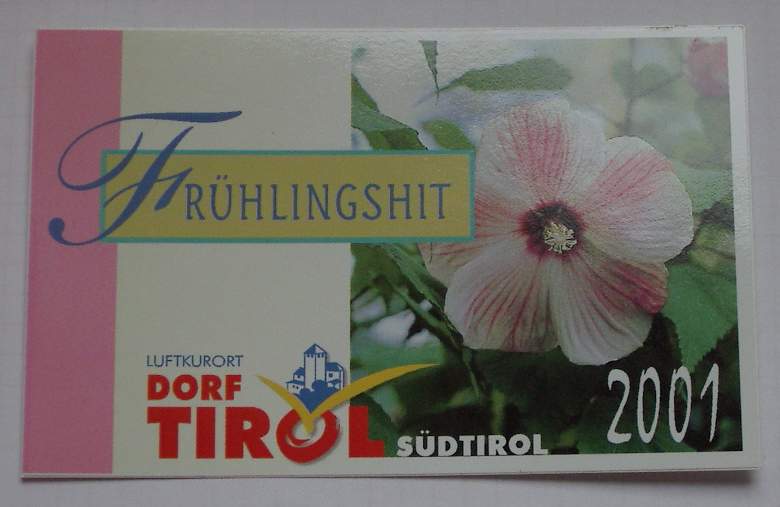 FRÜHLINGSHIT
LUFTKURORT
DORF
TIROL
SÜDTIROL
2001